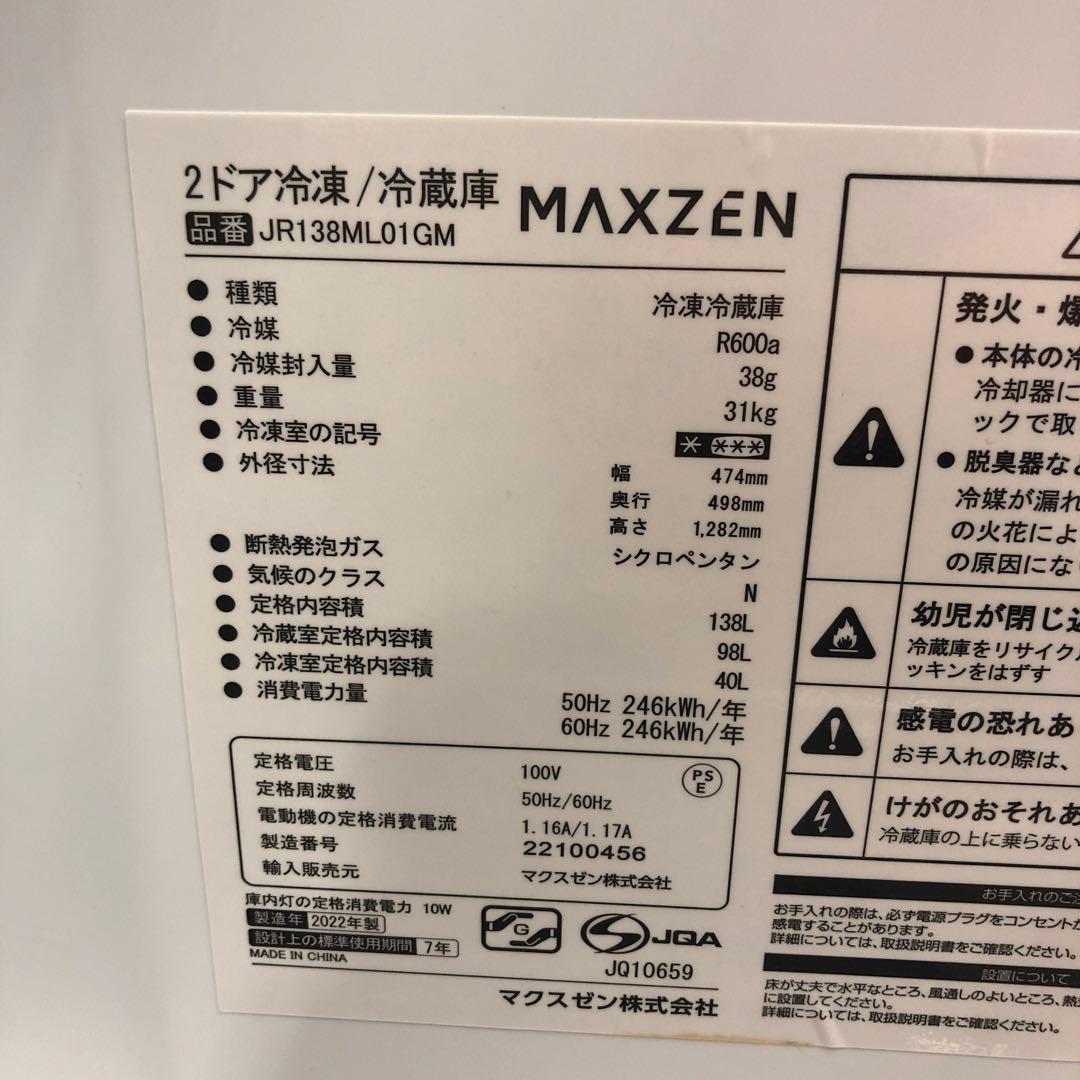 2ドア冷凍/冷蔵庫 MAXZEN
品番 JR138ML01GM
● 種類 冷凍冷蔵庫
● 冷媒 R600a
● 冷媒封入量 38g
● 重量 31kg
● 冷凍室の記号 * ***
● 外径寸法 幅 474mm
奥行 498mm
高さ 1,282mm
● 断熱発泡ガス シクロペンタン
● 気候のクラス N
● 定格内容積 138L
● 冷蔵室定格内容積 98L
● 冷凍室定格内容積 40L
● 消費電力量 50Hz 246kWh/年
60Hz 246kWh/年
定格電圧 100V
PS
E
定格周波数 50Hz/60Hz
電動機の定格消費電流 1.16A/1.17A
製造番号 22100456
輸入販売元 マクスゼン株式会社
庫内灯の定格消費電力 10W
製造年 2022年製
設計上の標準使用期間 7年
MADE IN CHINA
G
JQA
JQ10659
マクスゼン株式会社
発火・爆
● 本体の冷
冷却器に
ックで取
● 脱臭器など
冷媒が漏れ
の火花によ
の原因にな
幼児が閉じ込
冷蔵庫をリサイクル
ッキンをはずす
感電の恐れあ
お手入れの際は、
けがのおそれあ
冷蔵庫の上に乗らない
お手入れのご注
お手入れの際は、必ず電源プラグをコンセントか
感電することがあります。
詳細については、取扱説明書をご確認ください。
設置について
床が丈夫で水平なところ、風通しのよいところ、熱
に設置してください。
詳細については、取扱説明書をご確認ください。